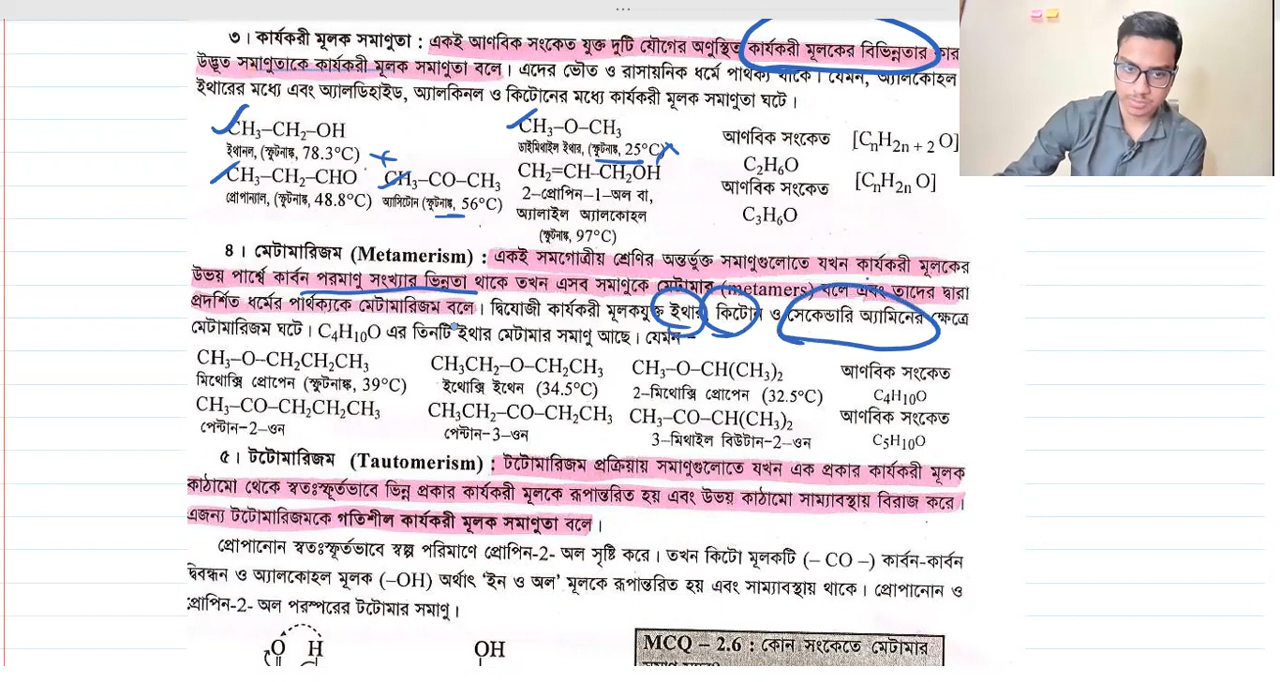 ৩। কার্যকরী মূলক সমাণুতা : একই আণবিক সংকেত যুক্ত দুটি যৌগের অণুস্থিত কার্যকরী মূলকের বিভিন্নতার কার
উদ্ভূত সমাণুতাকে কার্যকরী মূলক সমাণুতা বলে। এদের ভৌত ও রাসায়নিক ধর্মে পার্থক্য থাকে। যেমন, অ্যালকোহল
ইথারের মধ্যে এবং অ্যালডিহাইড, অ্যালকিনল ও কিটোনের মধ্যে কার্যকরী মূলক সমাণুতা ঘটে।
CH3–CH2–OH CH3–O–CH3 আণবিক সংকেত [CnH2n + 2 O]
ইথানল, (স্ফুটনাঙ্ক, 78.3°C) ডাইমিথাইল ইথার, (স্ফুটনাঙ্ক, 25°C) C2H6O
CH3–CH2–CHO CH3–CO–CH3 CH2=CH–CH2OH আণবিক সংকেত [CnH2n O]
প্রোপান্যাল, (স্ফুটনাঙ্ক, 48.8°C) অ্যাসিটোন (স্ফুটনাঙ্ক, 56°C) 2–প্রোপিন–1–অল বা, C3H6O
অ্যালাইল অ্যালকোহল
(স্ফুটনাঙ্ক, 97°C)
৪। মেটামারিজম (Metamerism) : একই সমগোত্রীয় শ্রেণির অন্তর্ভুক্ত সমাণুগুলোতে যখন কার্যকরী মূলকের
উভয় পার্শ্বে কার্বন পরমাণু সংখ্যার ভিন্নতা থাকে তখন এসব সমাণুকে মেটামার (metamers) বলে এবং তাদের দ্বারা
প্রদর্শিত ধর্মের পার্থক্যকে মেটামারিজম বলে। দ্বিযোজী কার্যকরী মূলকযুক্ত ইথার, কিটোন ও সেকেন্ডারি অ্যামিনের ক্ষেত্রে
মেটামারিজম ঘটে। C4H10O এর তিনটি ইথার মেটামার সমাণু আছে। যেমন–
CH3–O–CH2CH2CH3 CH3CH2–O–CH2CH3 CH3–O–CH(CH3)2 আণবিক সংকেত
মিথোক্সি প্রোপেন (স্ফুটনাঙ্ক, 39°C) ইথোক্সি ইথেন (34.5°C) 2–মিথোক্সি প্রোপেন (32.5°C) C4H10O
CH3–CO–CH2CH2CH3 CH3CH2–CO–CH2CH3 CH3–CO–CH(CH3)2 আণবিক সংকেত
পেন্টান–2–ওন পেন্টান–3–ওন 3–মিথাইল বিউটান–2–ওন C5H10O
৫। টটোমারিজম (Tautomerism) : টটোমারিজম প্রক্রিয়ায় সমাণুগুলোতে যখন এক প্রকার কার্যকরী মূলক
কাঠামো থেকে স্বতঃস্ফূর্তভাবে ভিন্ন প্রকার কার্যকরী মূলকে রূপান্তরিত হয় এবং উভয় কাঠামো সাম্যাবস্থায় বিরাজ করে।
এজন্য টটোমারিজমকে গতিশীল কার্যকরী মূলক সমাণুতা বলে।
প্রোপানোন স্বতঃস্ফূর্তভাবে স্বল্প পরিমাণে প্রোপিন-2- অল সৃষ্টি করে। তখন কিটো মূলকটি (– CO –) কার্বন-কার্বন
দ্বিবন্ধন ও অ্যালকোহল মূলক (–OH) অর্থাৎ ‘ইন ও অল’ মূলকে রূপান্তরিত হয় এবং সাম্যাবস্থায় থাকে। প্রোপানোন ও
প্রোপিন-2- অল পরস্পরের টটোমার সমাণু।
O H OH
MCQ – 2.6 : কোন সংকেতে মেটামার